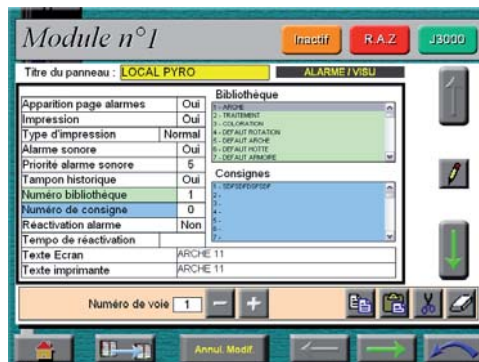 Module n°1
Inactif
R.A.Z
J3000
Titre du panneau : LOCAL PYRO
ALARME / VISU
Apparition page alarmes Oui
Impression Oui
Type d'impression Normal
Alarme sonore Oui
Priorité alarme sonore 5
Tampon historique Oui
Numéro bibliothèque 1
Numéro de consigne 0
Réactivation alarme Non
Tempo de réactivation
Texte Ecran ARCHE 11
Texte imprimante ARCHE 11
Bibliothèque
1 - ARCHE
2 - TRAITEMENT
3 - COLORATION
4 - DEFAUT ROTATION
5 - DEFAUT ARCHE
6 - DEFAUT HOTTE
7 - DEFAUT ARMOIRE
Consignes
2 -
3 -
4 -
5 -
6 -
7 -
Numéro de voie 1
Annul. Modif.